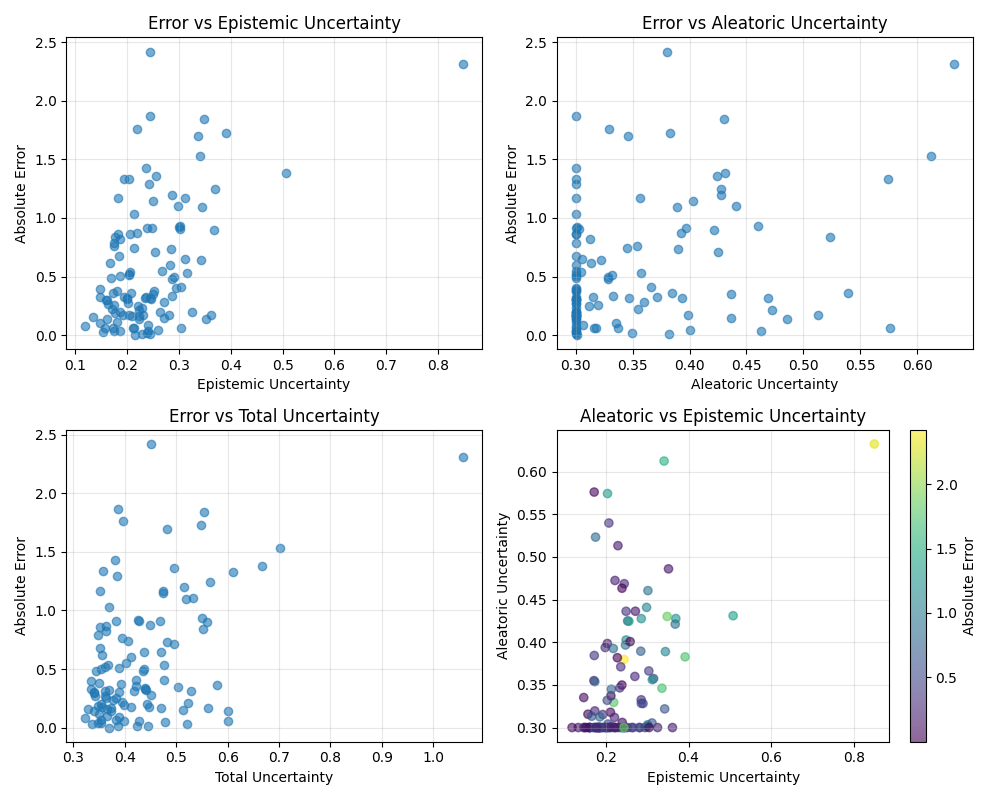 Error vs Epistemic Uncertainty
Absolute Error
2.5
2.0
1.5
1.0
0.5
0.0
0.1 0.2 0.3 0.4 0.5 0.6 0.7 0.8
Epistemic Uncertainty
Error vs Aleatoric Uncertainty
Absolute Error
2.5
2.0
1.5
1.0
0.5
0.0
0.30 0.35 0.40 0.45 0.50 0.55 0.60
Aleatoric Uncertainty
Error vs Total Uncertainty
Absolute Error
2.5
2.0
1.5
1.0
0.5
0.0
0.3 0.4 0.5 0.6 0.7 0.8 0.9 1.0
Total Uncertainty
Aleatoric vs Epistemic Uncertainty
Aleatoric Uncertainty
0.60
0.55
0.50
0.45
0.40
0.35
0.30
0.2 0.4 0.6 0.8
Epistemic Uncertainty
2.0
1.5
1.0
0.5
Absolute Error